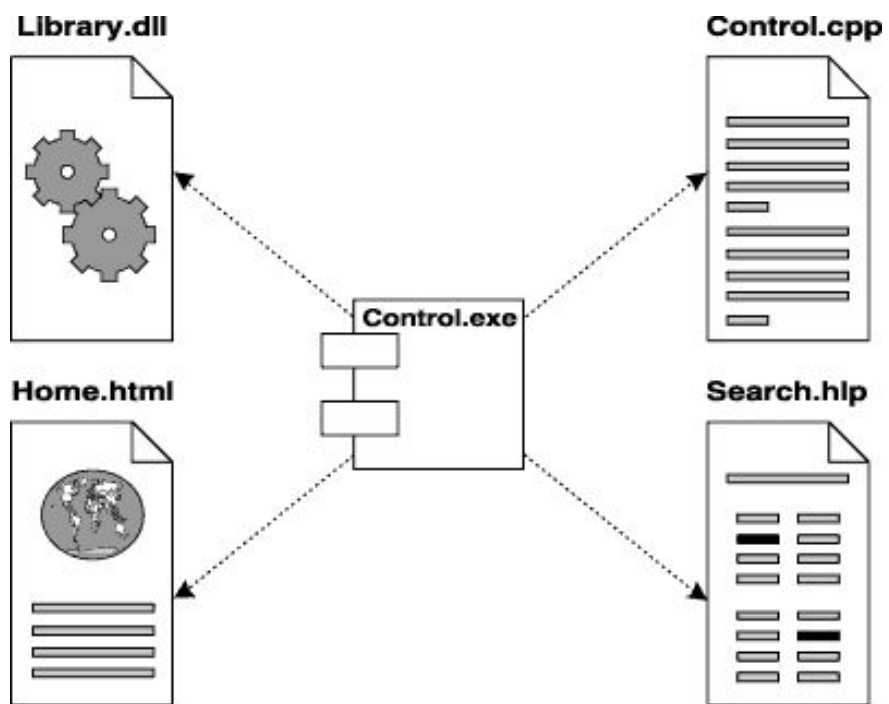 Library.dll
Control.cpp
Control.exe
Home.html
Search.hlp